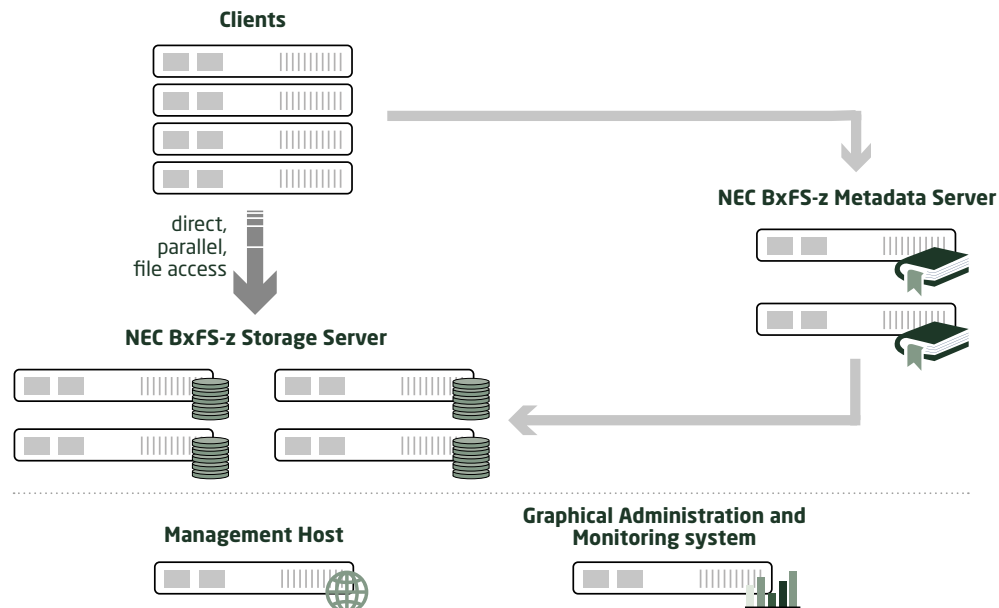 Clients
NEC BxFS-z Metadata Server
direct,
parallel,
file access
NEC BxFS-z Storage Server
Management Host
Graphical Administration and
Monitoring system